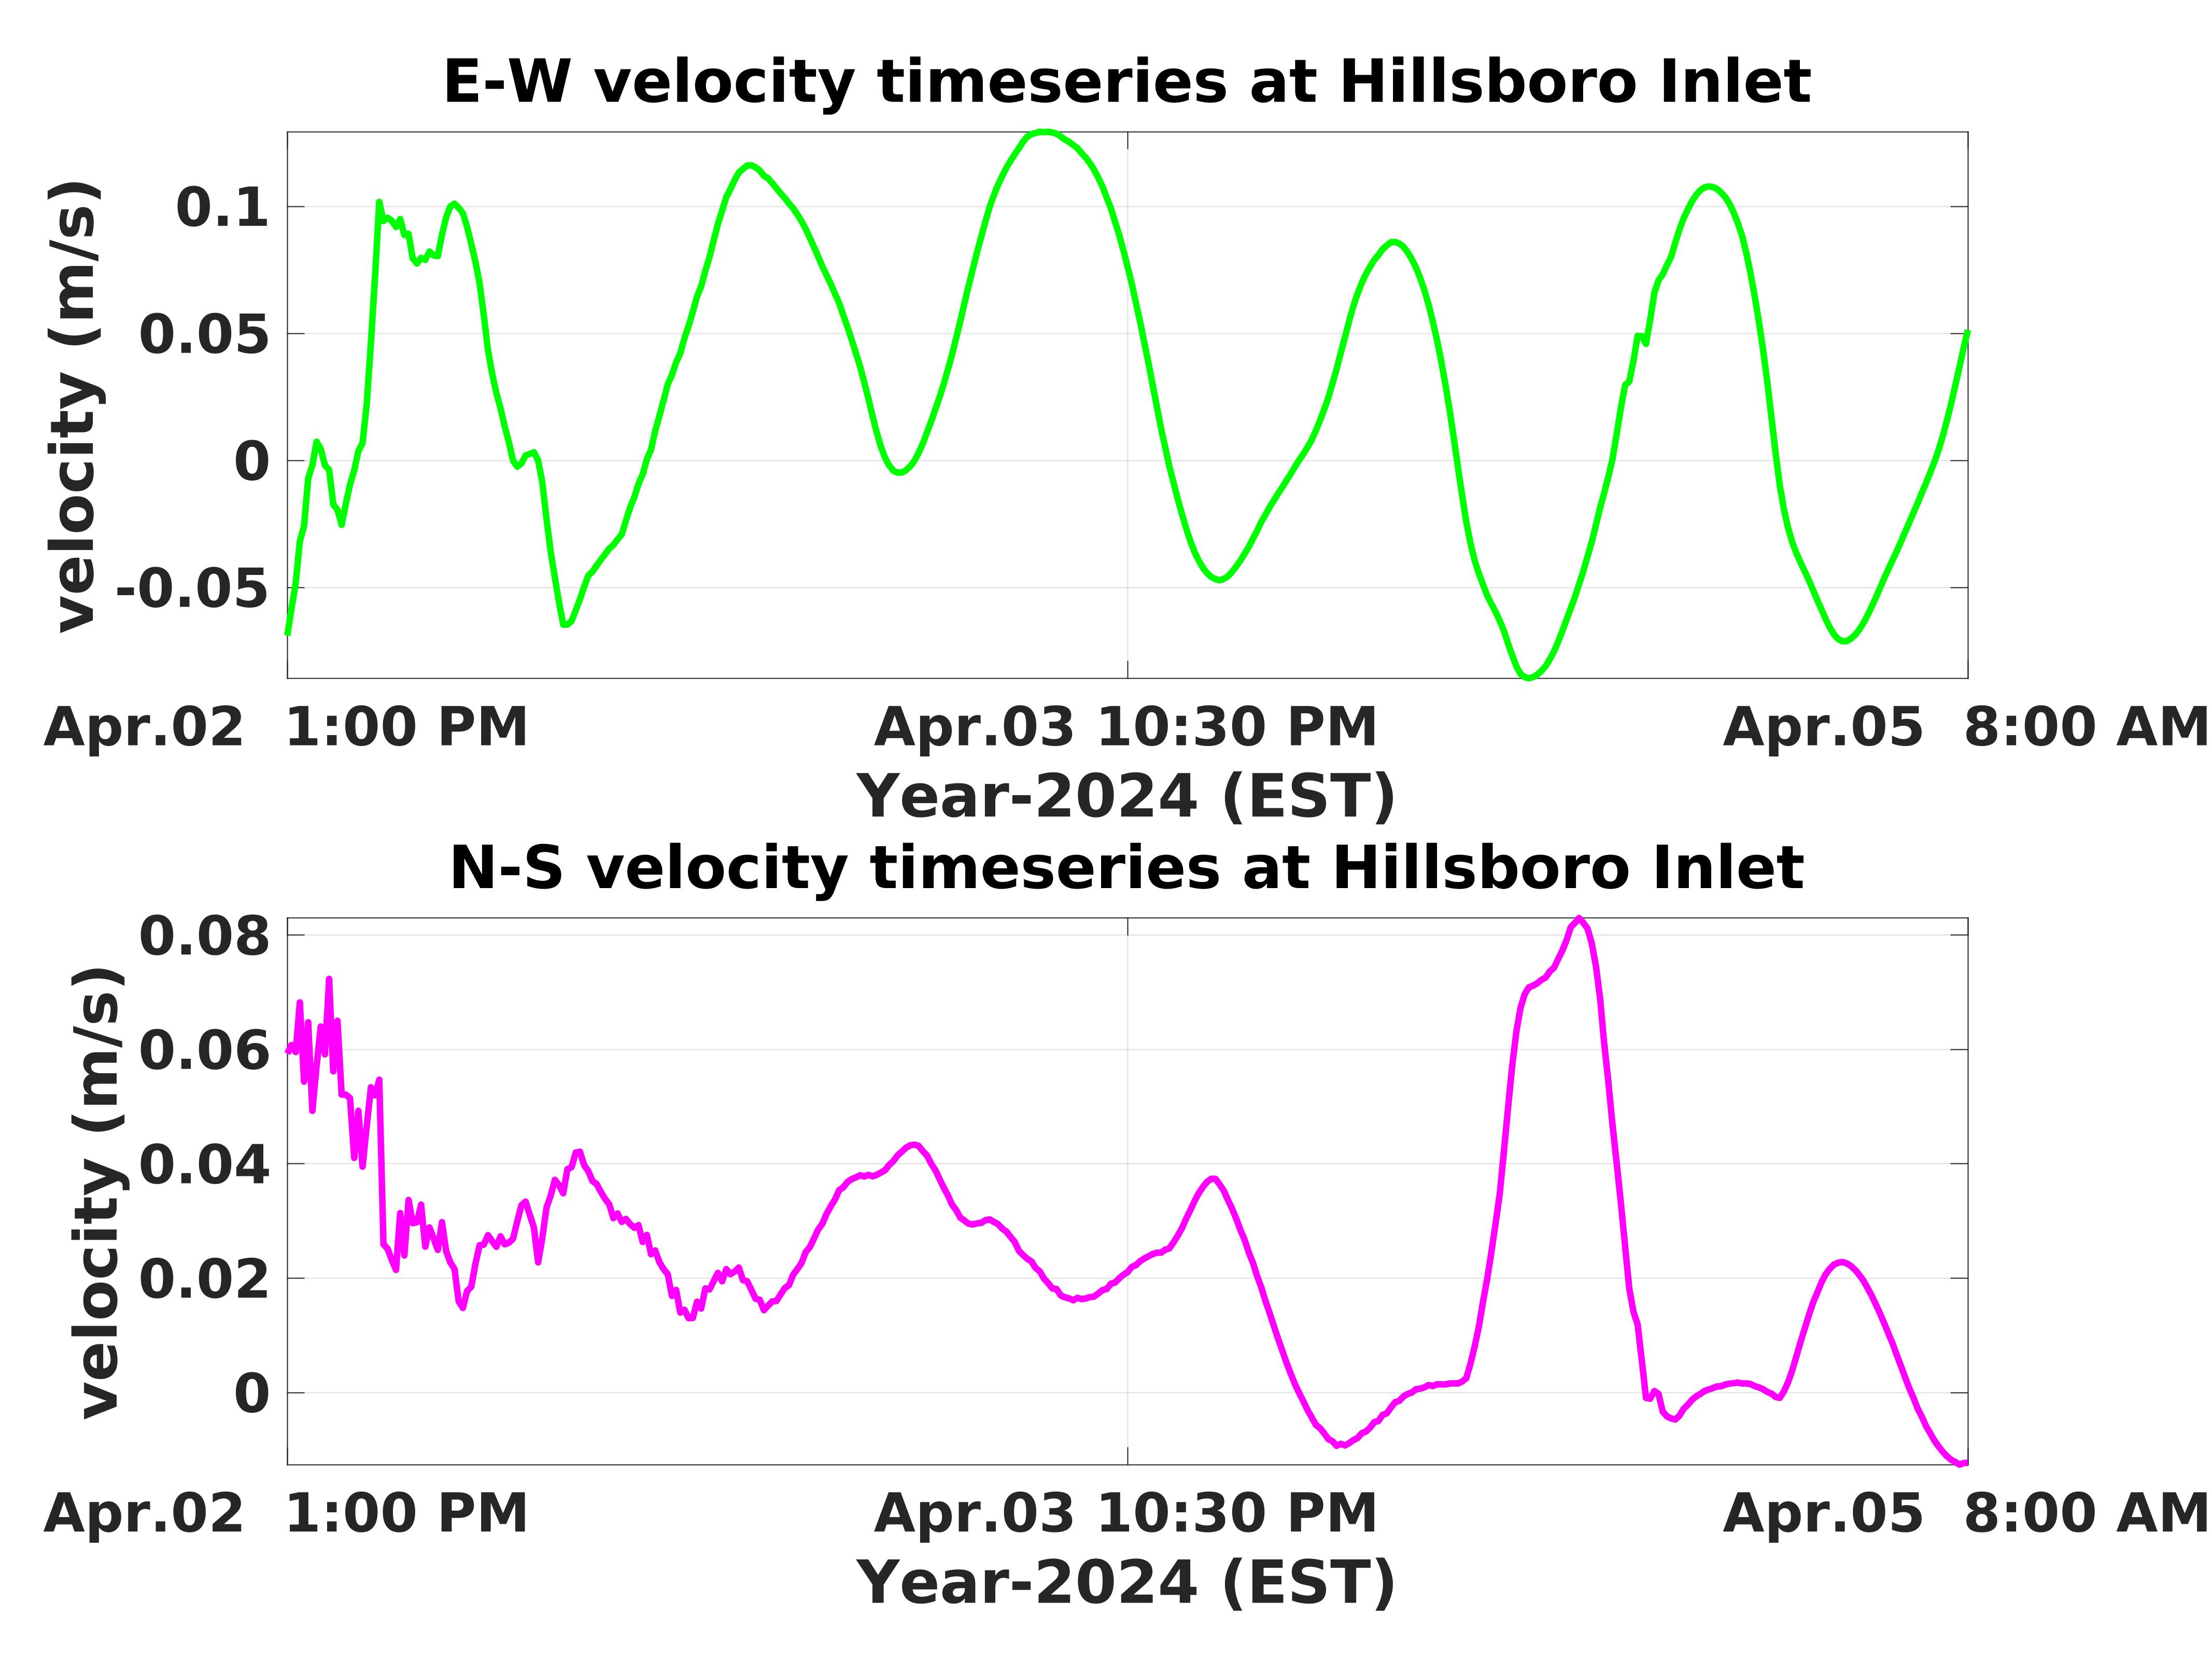 E-W velocity timeseries at Hillsboro Inlet
velocity (m/s)
0.1
0.05
0
-0.05
Apr.02  1:00 PM Apr.03 10:30 PM Apr.05  8:00 AM
Year-2024 (EST)
N-S velocity timeseries at Hillsboro Inlet
velocity (m/s)
0.08
0.06
0.04
0.02
0
Apr.02  1:00 PM Apr.03 10:30 PM Apr.05  8:00 AM
Year-2024 (EST)